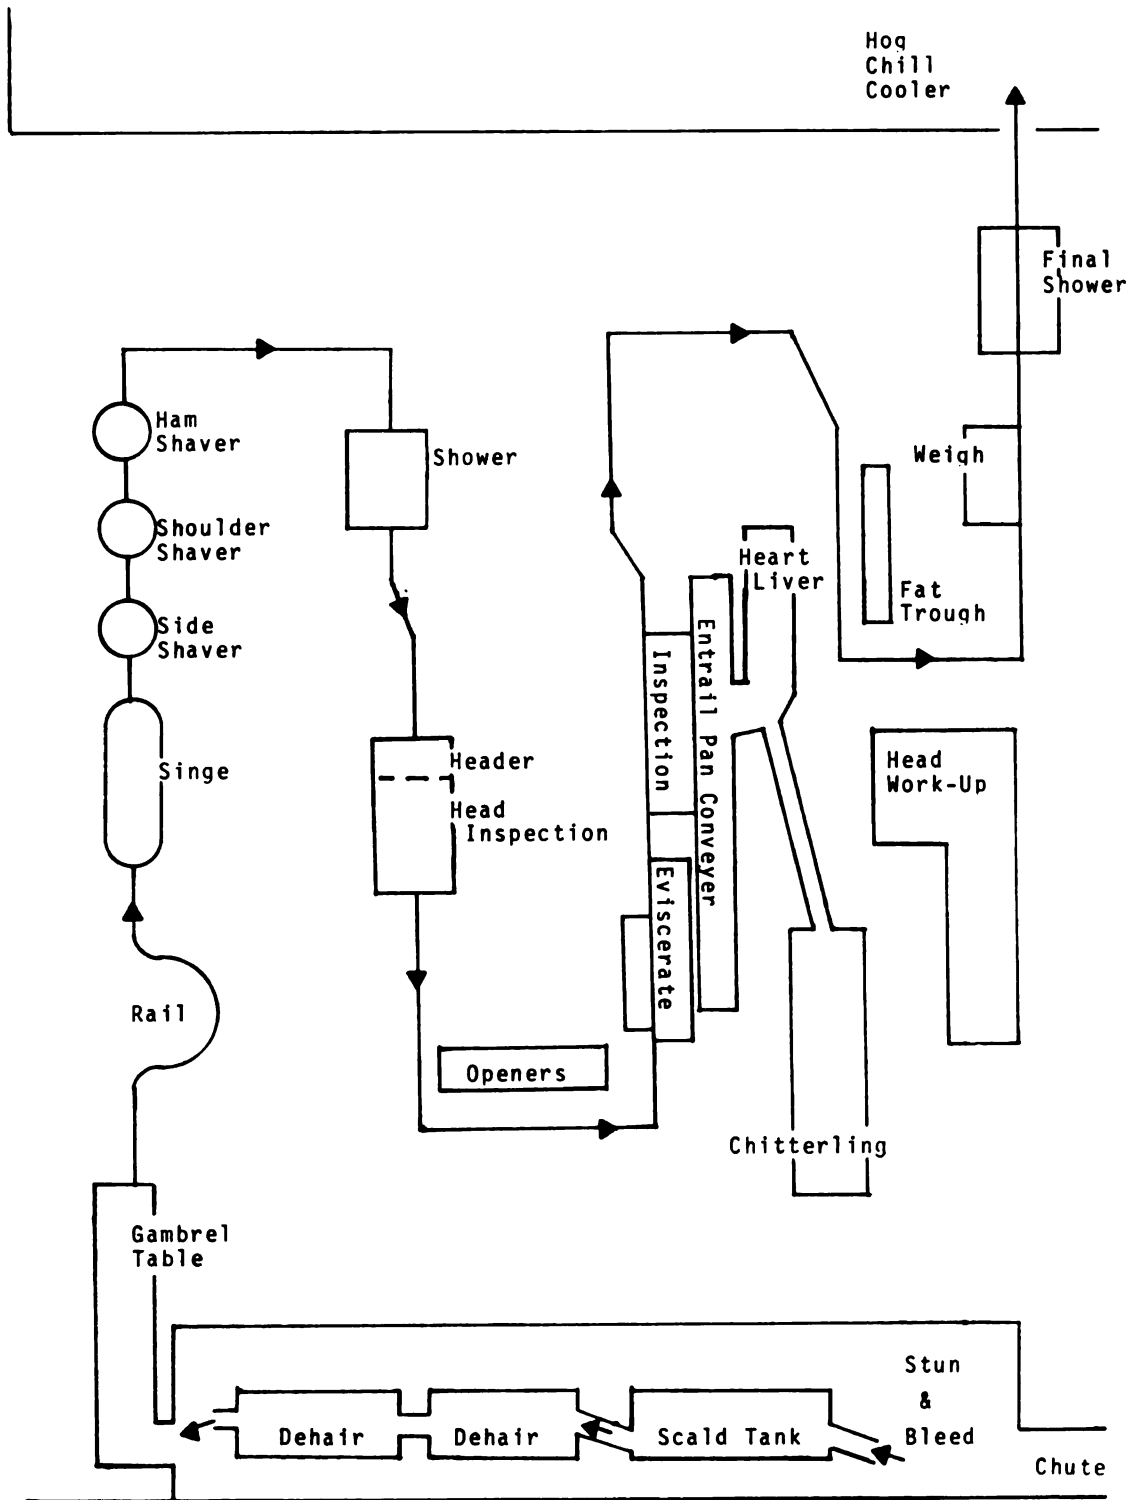 Hog
Chill
Cooler
Final
Shower
Ham
Shaver
Shower
Weigh
Shoulder
Shaver
Heart
Liver
Fat
Trough
Side
Shaver
Entrail Pan Conveyer
Inspection
Singe
Header
Head
Inspection
Head
Work-Up
Eviscerate
Rail
Openers
Chitterling
Gambrel
Table
Stun
&
Bleed
Dehair
Dehair
Scald Tank
Chute